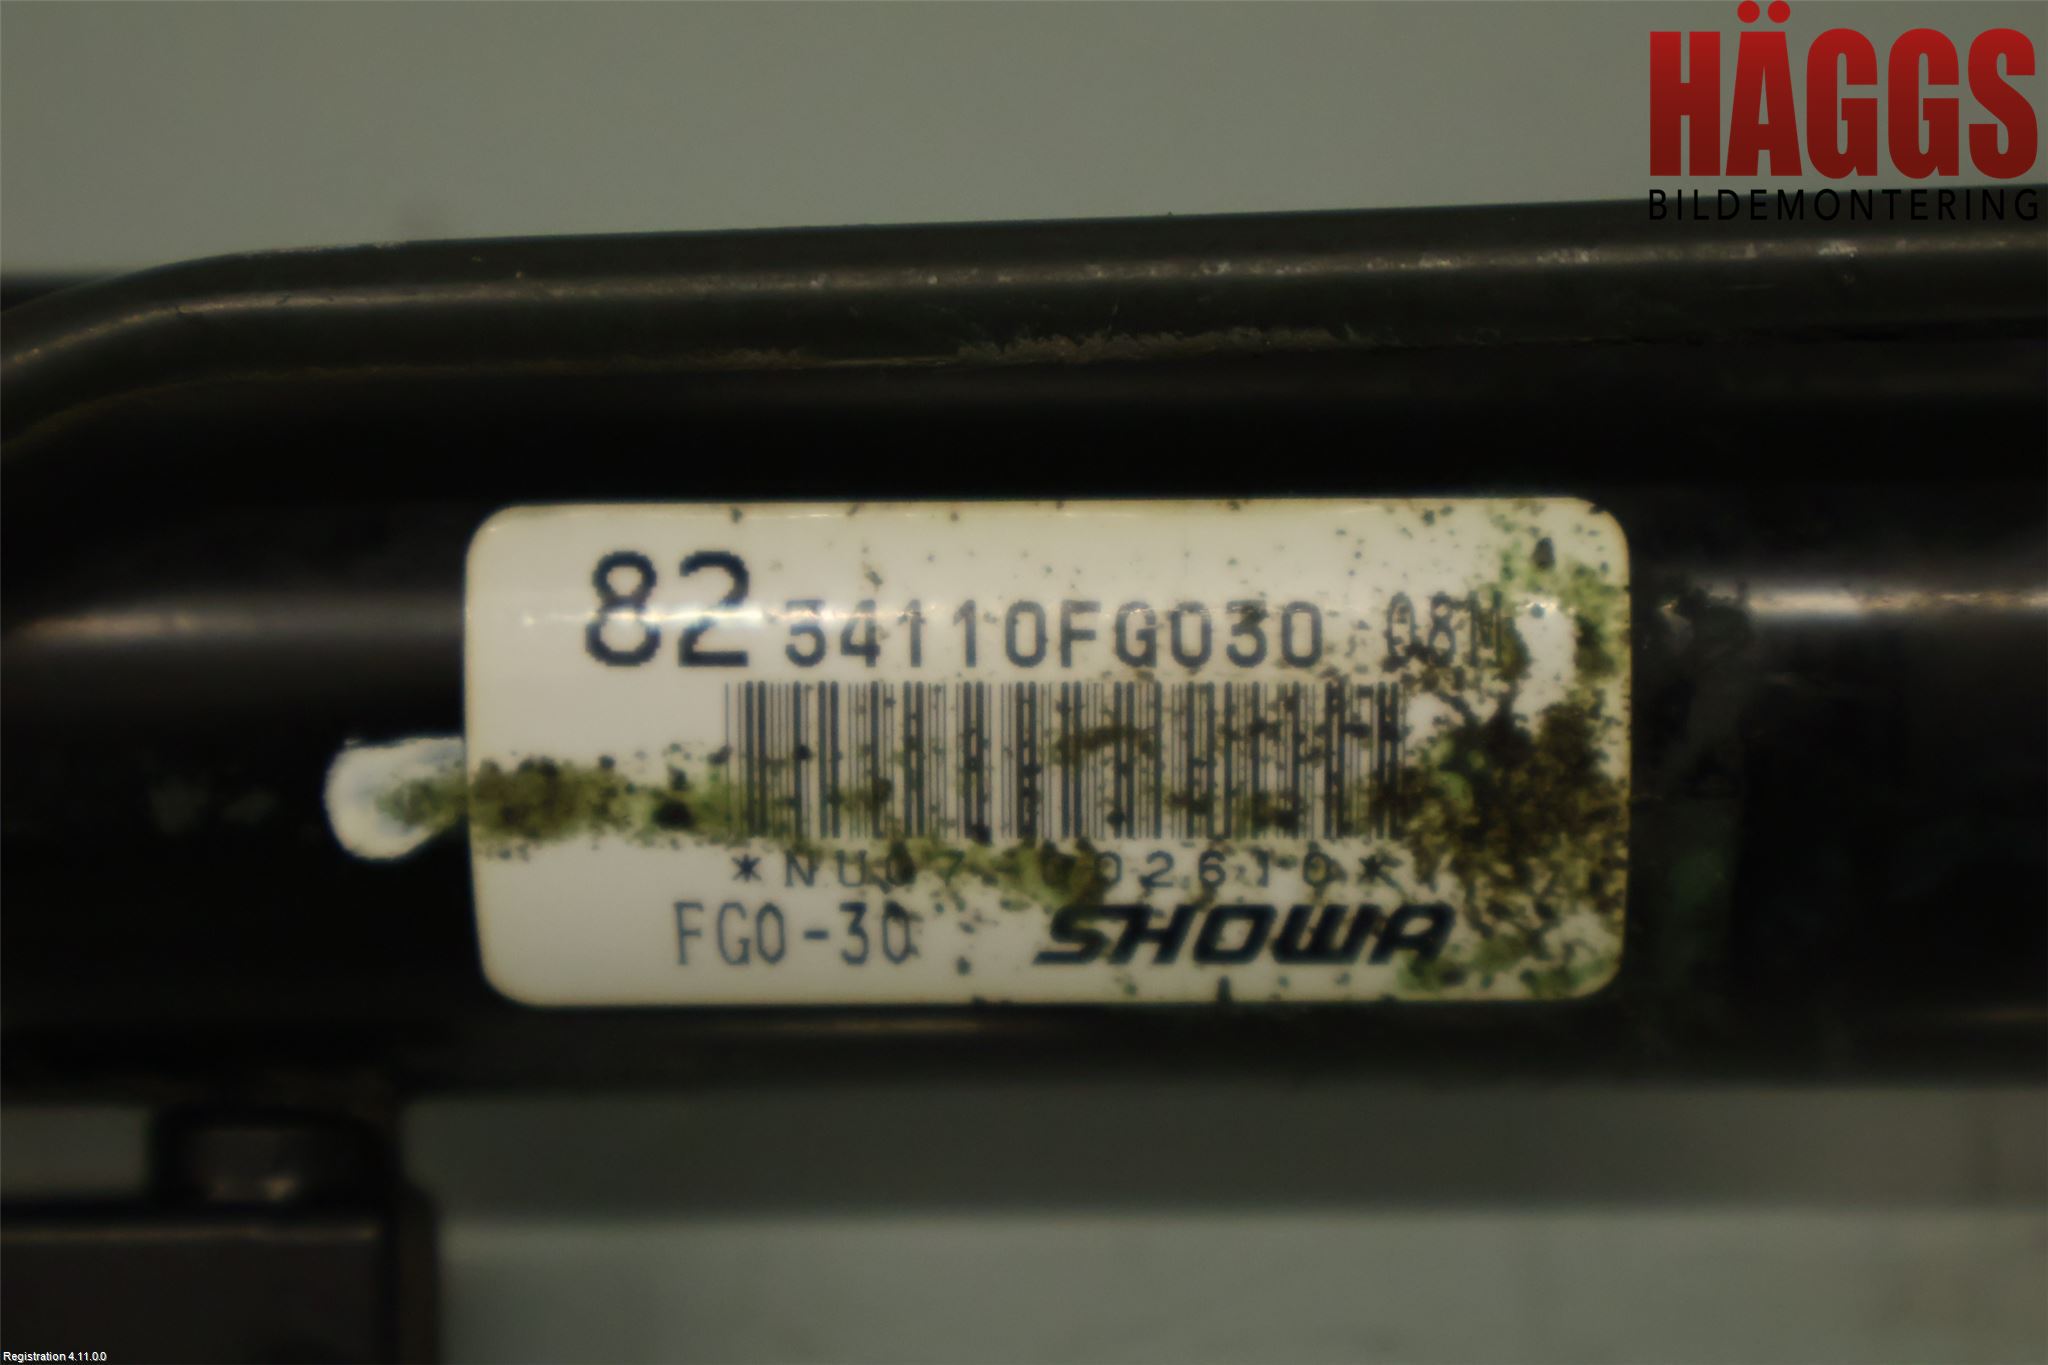 HÄGGS
BILDEMONTERING
82 34110FG030 08M
FG0-30 SHOWA
Registration 4.11.0.0